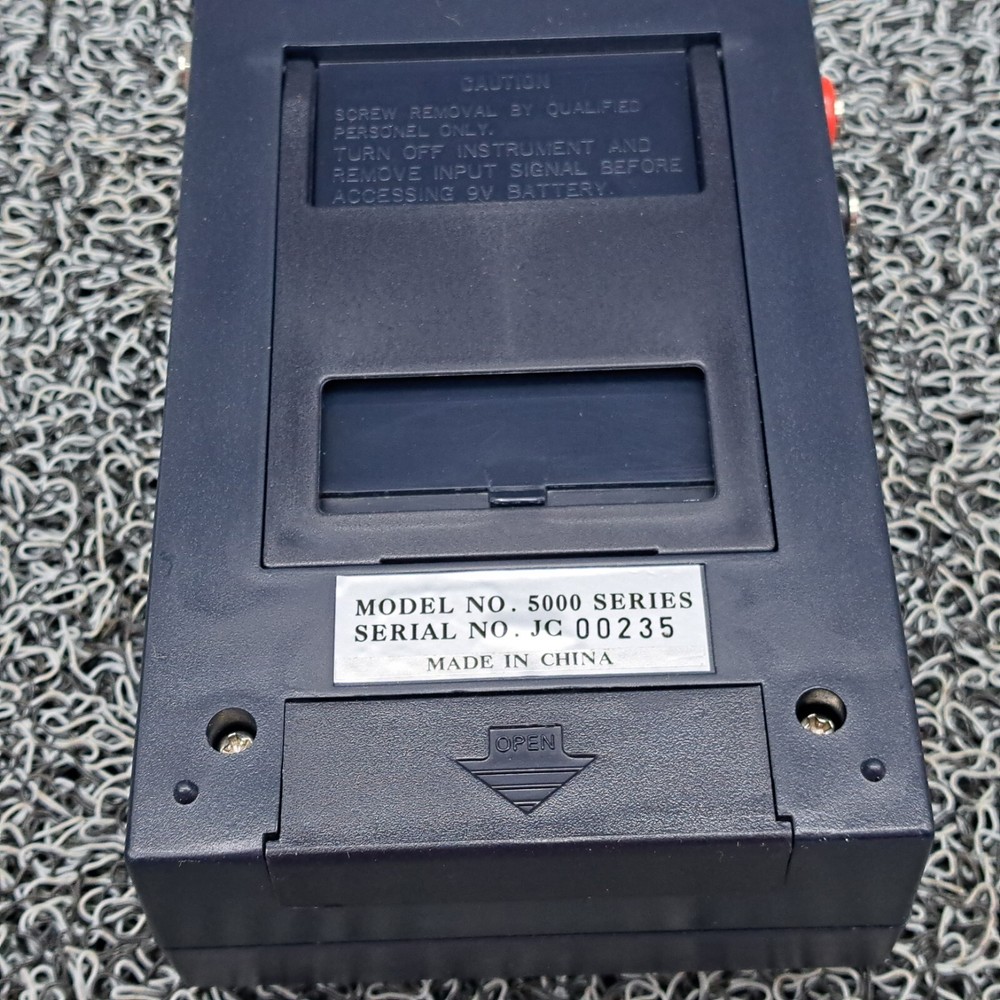 CAUTION
SCREW REMOVAL BY QUALIFIED
PERSONEL ONLY.
TURN OFF INSTRUMENT AND
REMOVE INPUT SIGNAL BEFORE
ACCESSING 9V BATTERY.
MODEL NO. 5000 SERIES
SERIAL NO. JC 00235
MADE IN CHINA
OPEN